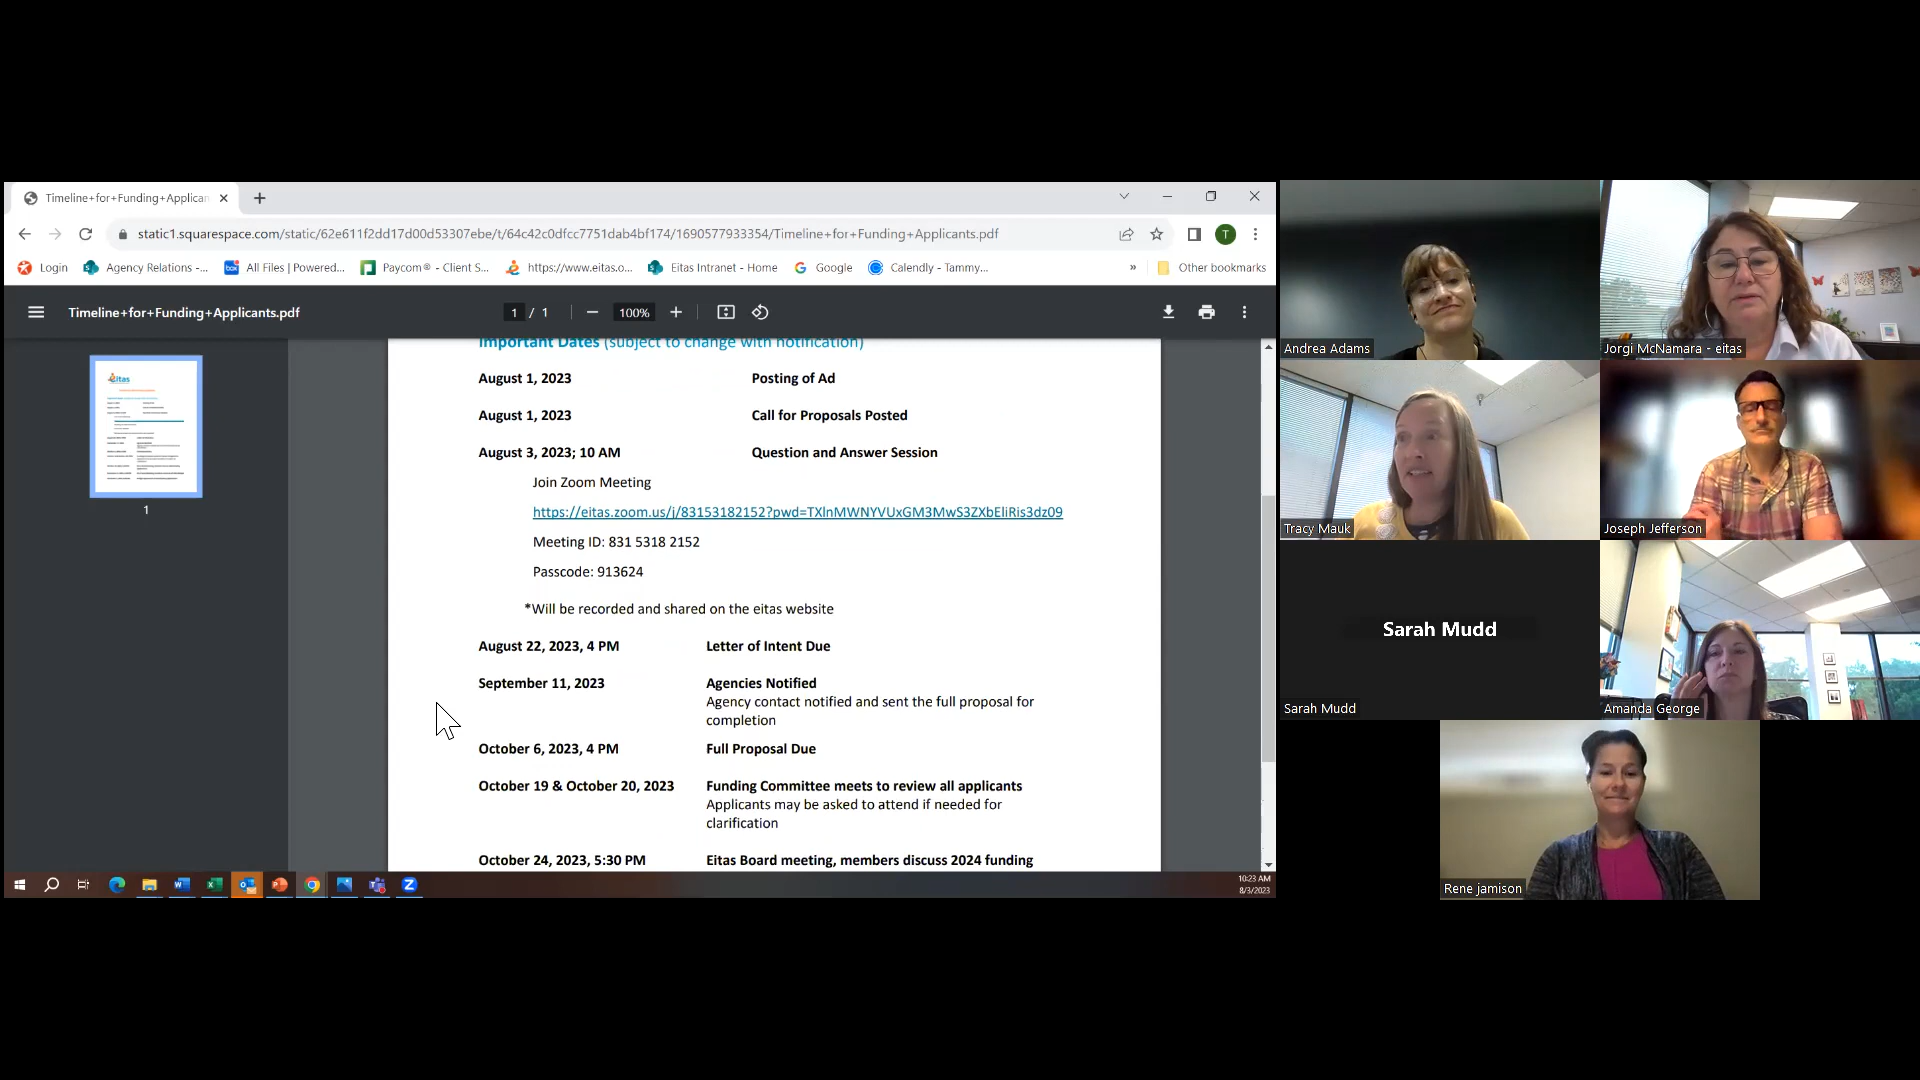 Timeline+for+Funding+Applican
static1.squarespace.com/static/62e611f2dd17d00d53307ebe/t/64c42c0dfcc7751dab4bf174/1690577933354/Timeline+for+Funding+Applicants.pdf
T
Login
Agency Relations -...
box
All Files | Powered...
Paycom® - Client S...
https://www.eitas.o...
Eitas Intranet - Home
Google
Calendly - Tammy...
»
Other bookmarks
Timeline+for+Funding+Applicants.pdf
1 / 1
100%
eitas
1
Important Dates (subject to change with notification)
August 1, 2023 Posting of Ad
August 1, 2023 Call for Proposals Posted
August 3, 2023; 10 AM Question and Answer Session
Join Zoom Meeting
https://eitas.zoom.us/j/83153182152?pwd=TXlnMWNYVUxGM3MwS3ZXbEliRis3dz09
Meeting ID: 831 5318 2152
Passcode: 913624
*Will be recorded and shared on the eitas website
August 22, 2023, 4 PM Letter of Intent Due
September 11, 2023 Agencies Notified
Agency contact notified and sent the full proposal for
completion
October 6, 2023, 4 PM Full Proposal Due
October 19 & October 20, 2023 Funding Committee meets to review all applicants
Applicants may be asked to attend if needed for
clarification
October 24, 2023, 5:30 PM Eitas Board meeting, members discuss 2024 funding
10:23 AM
8/3/2023
Andrea Adams
Jorgi McNamara - eitas
Tracy Mauk
Joseph Jefferson
Sarah Mudd
Sarah Mudd
Amanda George
Rene jamison